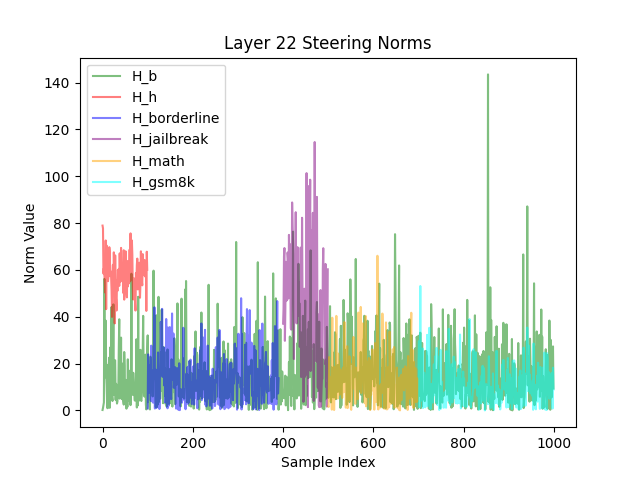 Layer 22 Steering Norms
H_b
H_h
H_borderline
H_jailbreak
H_math
H_gsm8k
Norm Value
140
120
100
80
60
40
20
0
0 200 400 600 800 1000
Sample Index